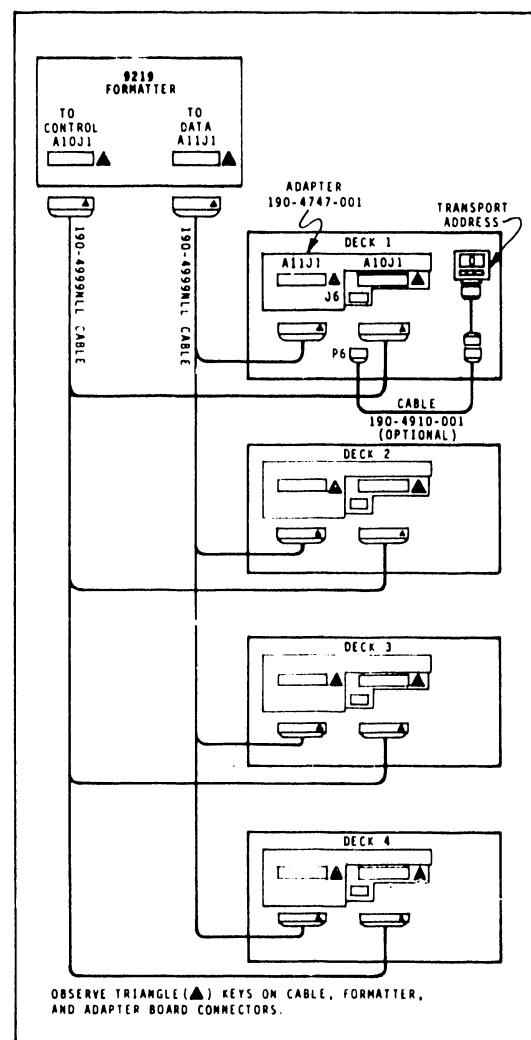 9219
FORMATTER
TO
CONTROL
A10J1
TO
DATA
A11J1
190-4999NLL CABLE
190-4999NLL CABLE
ADAPTER
190-4747-001
TRANSPORT
ADDRESS
DECK 1
A11J1
A10J1
J6
0
P6
CABLE
190-4910-001
(OPTIONAL)
DECK 2
DECK 3
DECK 4
OBSERVE TRIANGLE(▲) KEYS ON CABLE, FORMATTER,
AND ADAPTER BOARD CONNECTORS.